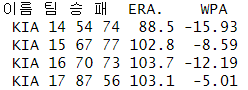 이름 팀 승 패 ERA. WPA
KIA 14 54 74 88.5 -15.93
KIA 15 67 77 102.8 -8.59
KIA 16 70 73 103.7 -12.19
KIA 17 87 56 103.1 -5.01